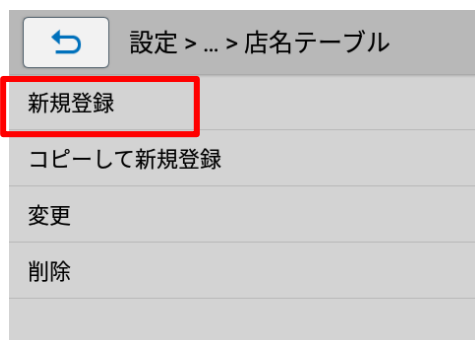 設定 > ... > 店名テーブル
新規登録
コピーして新規登録
変更
削除